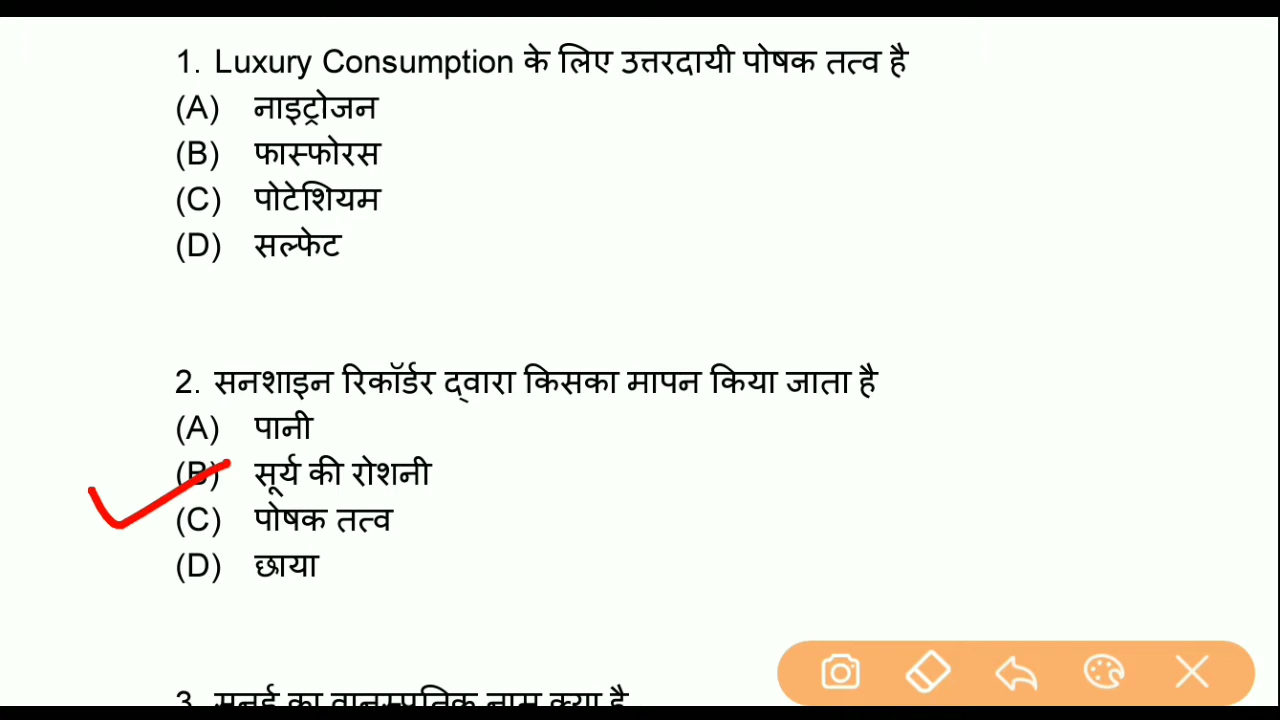 1. Luxury Consumption के लिए उत्तरदायी पोषक तत्व है
(A) नाइट्रोजन
(B) फास्फोरस
(C) पोटेशियम
(D) सल्फेट
2. सनशाइन रिकॉर्डर द्वारा किसका मापन किया जाता है
(A) पानी
(B) सूर्य की रोशनी
(C) पोषक तत्व
(D) छाया
3. सनई का वानस्पतिक नाम क्या है